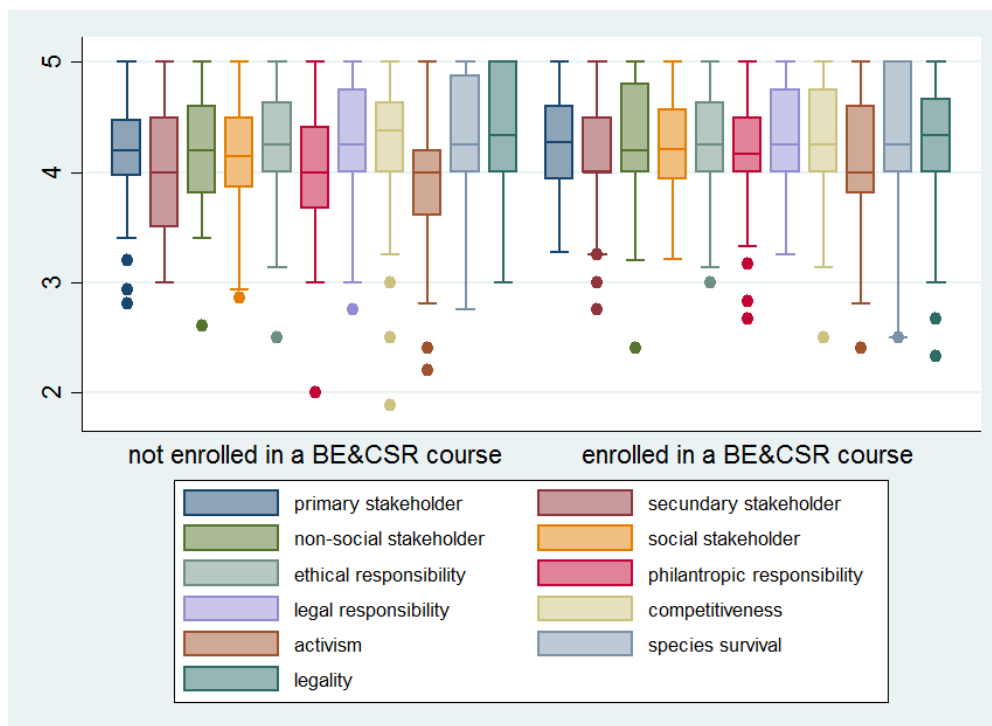 5
4
3
2
not enrolled in a BE&CSR course enrolled in a BE&CSR course
primary stakeholder secundary stakeholder
non-social stakeholder social stakeholder
ethical responsibility philantropic responsibility
legal responsibility competitiveness
activism species survival
legality